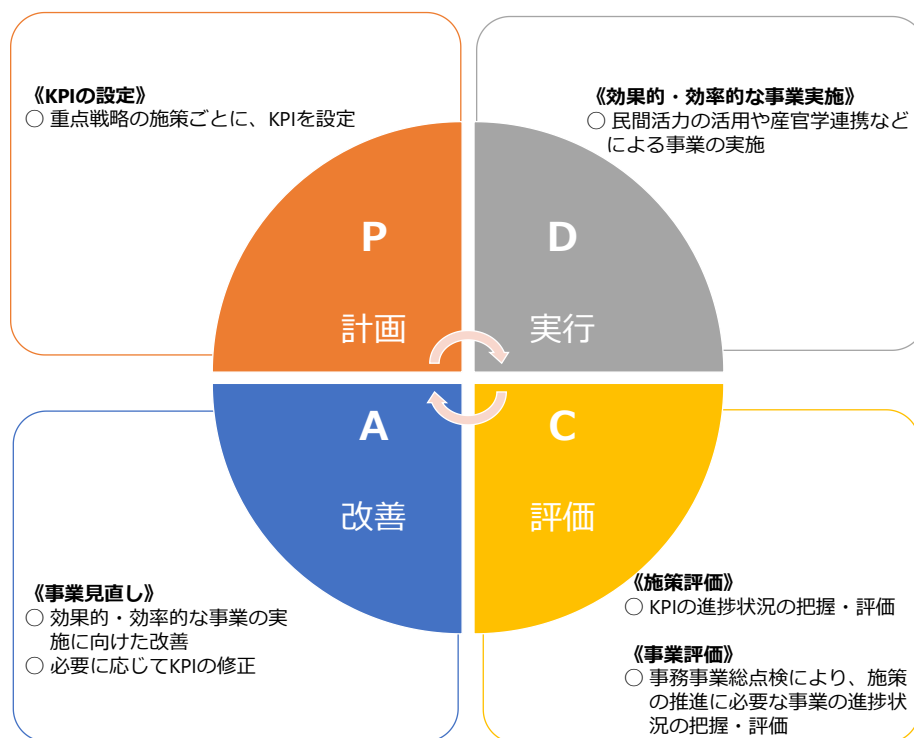 《KPIの設定》
○ 重点戦略の施策ごとに、KPIを設定
《効果的・効率的な事業実施》
○ 民間活力の活用や産官学連携など
による事業の実施
P
計画
D
実行
A
改善
C
評価
《事業見直し》
○ 効果的・効率的な事業の実
施に向けた改善
○ 必要に応じてKPIの修正
《施策評価》
○ KPIの進捗状況の把握・評価
《事業評価》
○ 事務事業総点検により、施策
の推進に必要な事業の進捗状
況の把握・評価